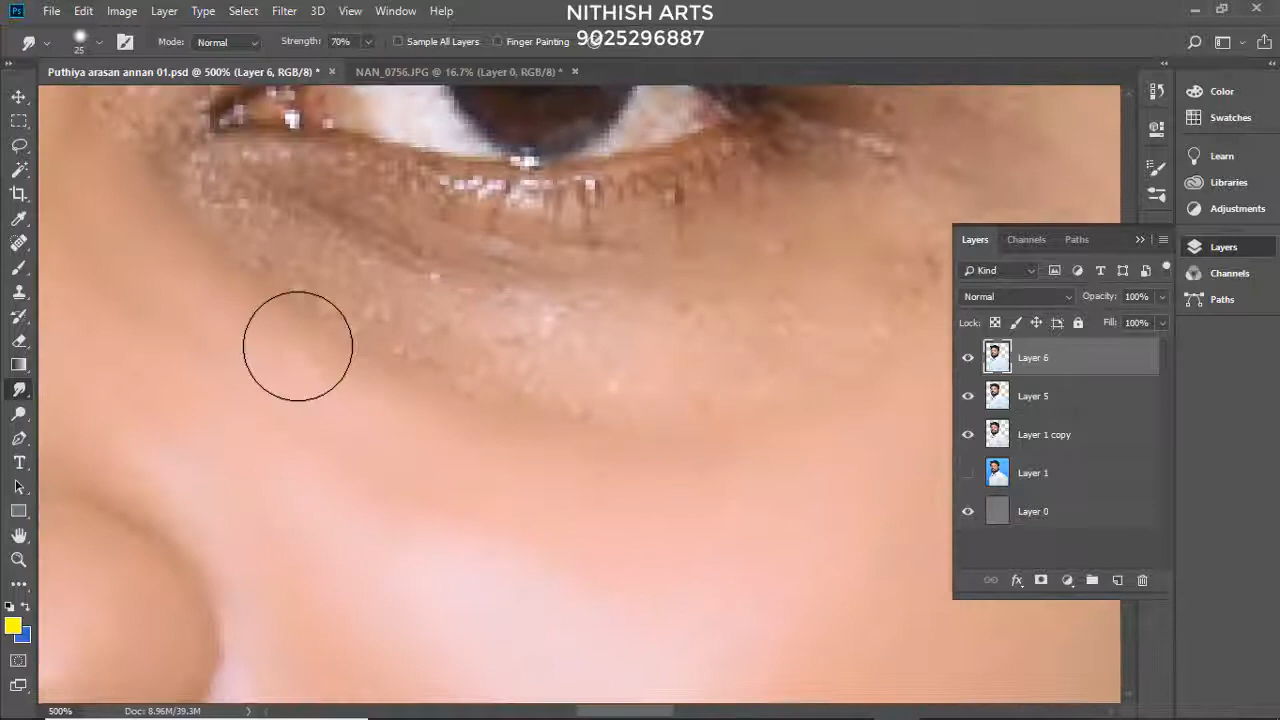 NITHISH ARTS
9025296887
Ps File Edit Image Layer Type Select Filter 3D View Window Help
25 Mode: Normal Strength: 70% Sample All Layers Finger Painting
Puthiya arasan annan 01.psd @ 500% (Layer 6, RGB/8) * × NAN_0756.JPG @ 16.7% (Layer 0, RGB/8) * ×
Color
Swatches
Learn
Libraries
Adjustments
Layers
Channels
Paths
Layers Channels Paths
Kind
Normal Opacity: 100%
Lock: Fill: 100%
Layer 6
Layer 5
Layer 1 copy
Layer 1
Layer 0
fx
500% Doc: 8.96M/39.3M